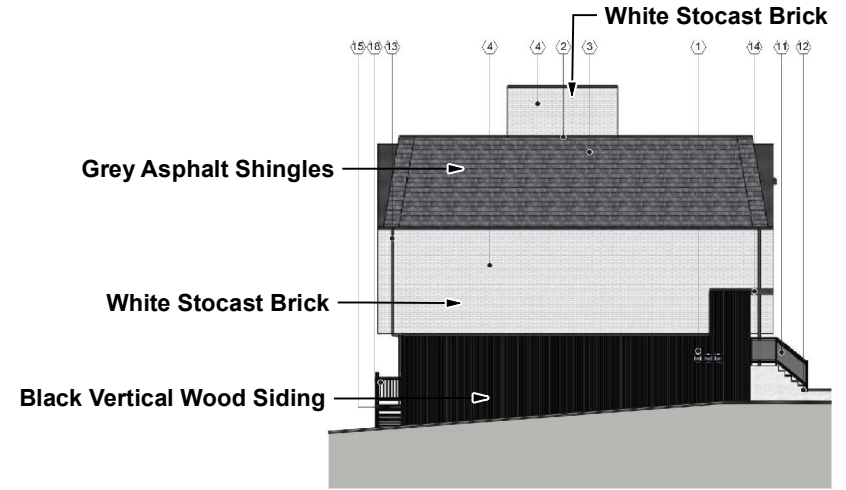 White Stocast Brick
15 18 13 4 4 2 3 1 14 11 12
Grey Asphalt Shingles
White Stocast Brick
Black Vertical Wood Siding